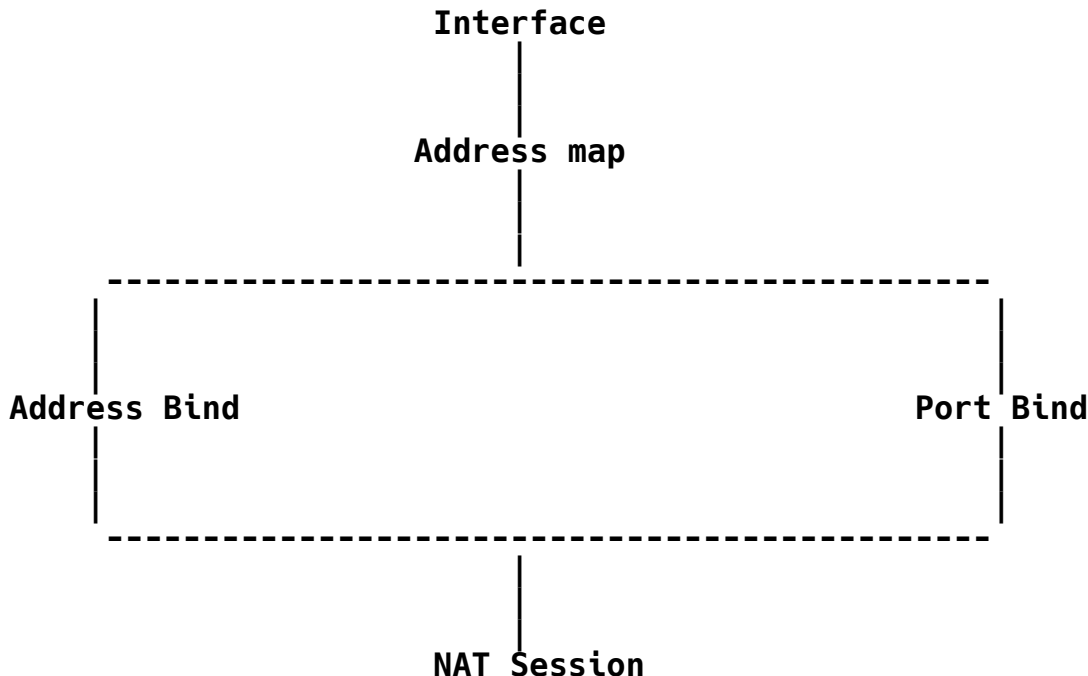 Interface
Address map
Address Bind Port Bind
NAT Session